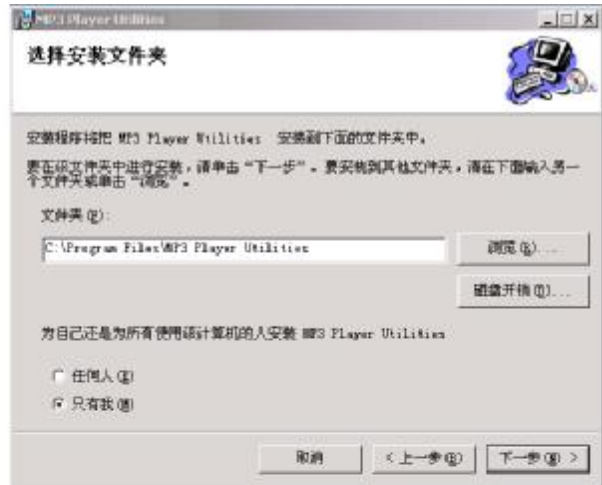 MP3 Player Utilities
选择安装文件夹
安装程序将把 MP3 Player Utilities 安装到下面的文件夹中。
要在该文件夹中进行安装，请单击“下一步”。要安装到其他文件夹，请在下面输入另一
个文件夹或单击“浏览”。
文件夹(F):
C:\Program Files\MP3 Player Utilities
浏览(R)...
磁盘开销(D)...
为自己还是为所有使用该计算机的人安装 MP3 Player Utilities
任何人(E)
只有我(M)
取消
<上一步(B)
下一步(N) >